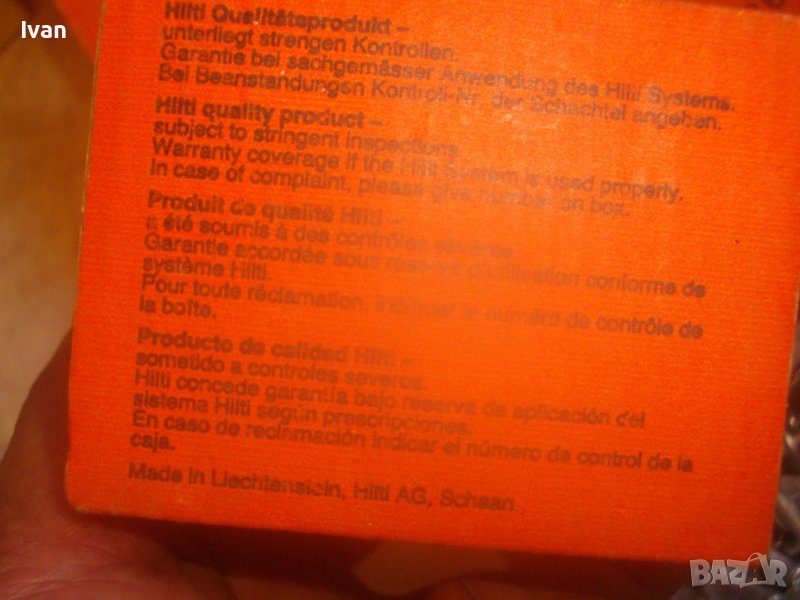 Ivan
Hilti Qualitätsprodukt –
unterliegt strengen Kontrollen.
Garantie bei sachgemässer Anwendung des Hilti Systems.
Bei Beanstandungen Kontroll-Nr. der Schachtel angeben.
Hilti quality product –
subject to stringent inspections.
Warranty coverage if the Hilti System is used properly.
In case of complaint, please give number on box.
Produit de qualité Hilti –
a été soumis à des contrôles sévères.
Garantie accordée sous réserve d'utilisation conforme de
système Hilti.
Pour toute réclamation, indiquer le numéro de contrôle de
la boîte.
Producto de calidad Hilti –
sometido a controles severos.
Hilti concede garantía bajo reserva de aplicación del
sistema Hilti según prescripciones.
En caso de reclamación indicar el número de control de la
caja.
Made in Liechtenstein, Hilti AG, Schaan
BAZAR